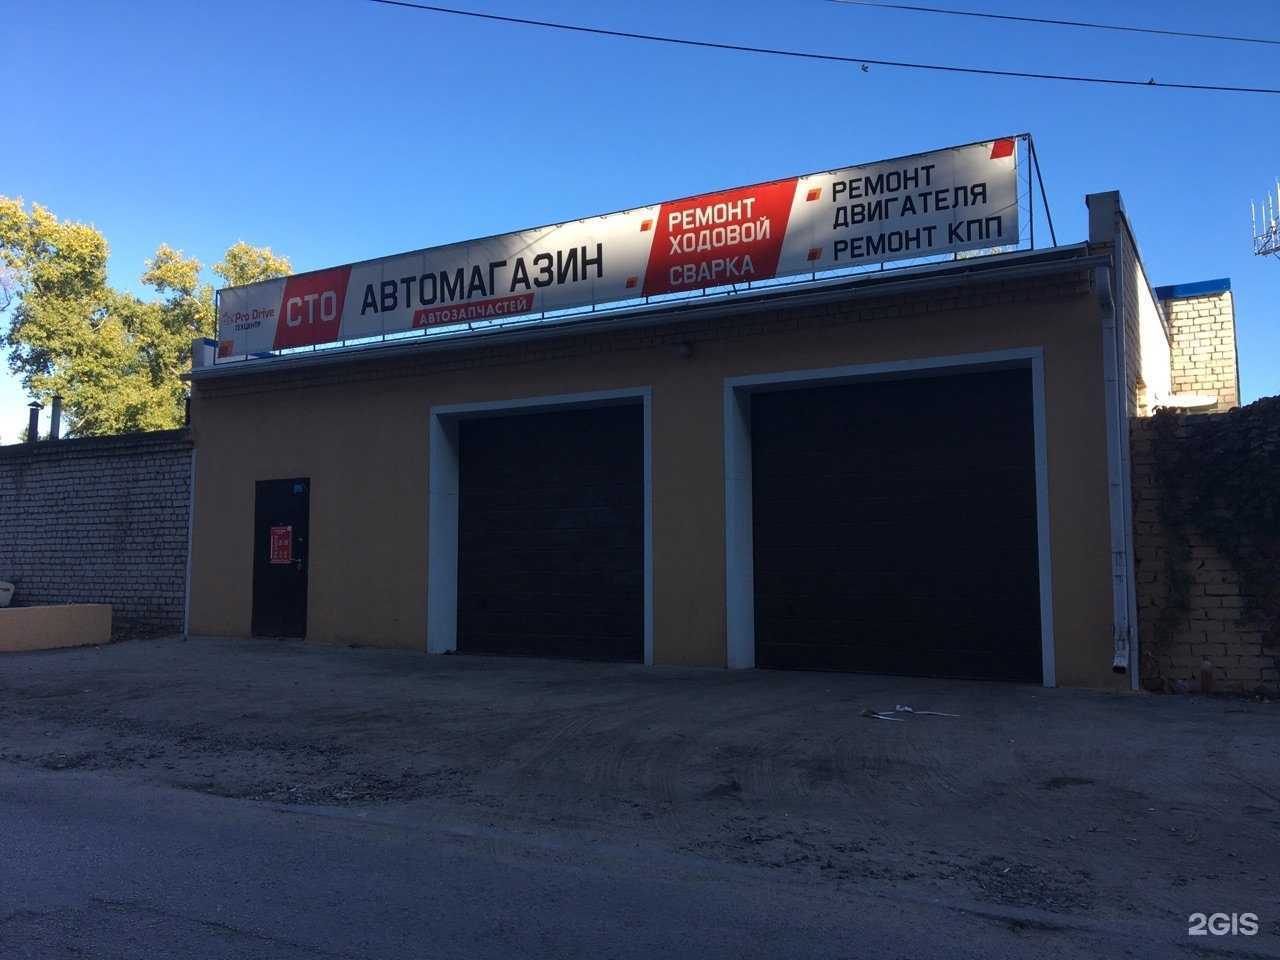 Pro Drive
ТЕХЦЕНТР
СТО
АВТОМАГАЗИН
АВТОЗАПЧАСТЕЙ
РЕМОНТ
ХОДОВОЙ
СВАРКА
РЕМОНТ
ДВИГАТЕЛЯ
РЕМОНТ КПП
2GIS